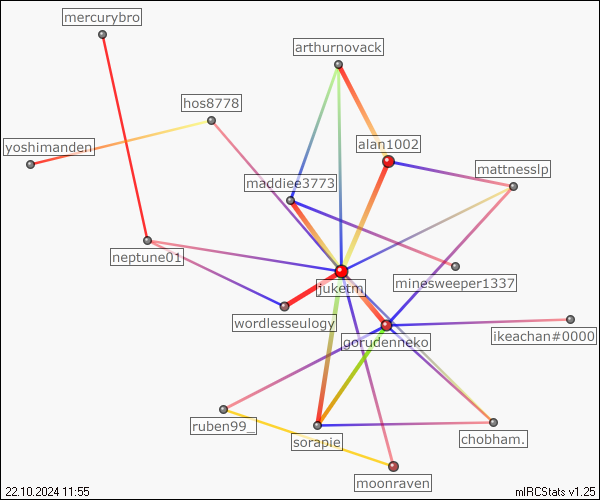 mercurybro
arthurnovack
hos8778
yoshimanden
alan1002
mattnesslp
maddiee3773
neptune01
juketm
minesweeper1337
wordlesseulogy
gorudenneko
ikeachan#0000
ruben99_
sorapie
chobham.
moonraven
22.10.2024 11:55
mIRCStats v1.25